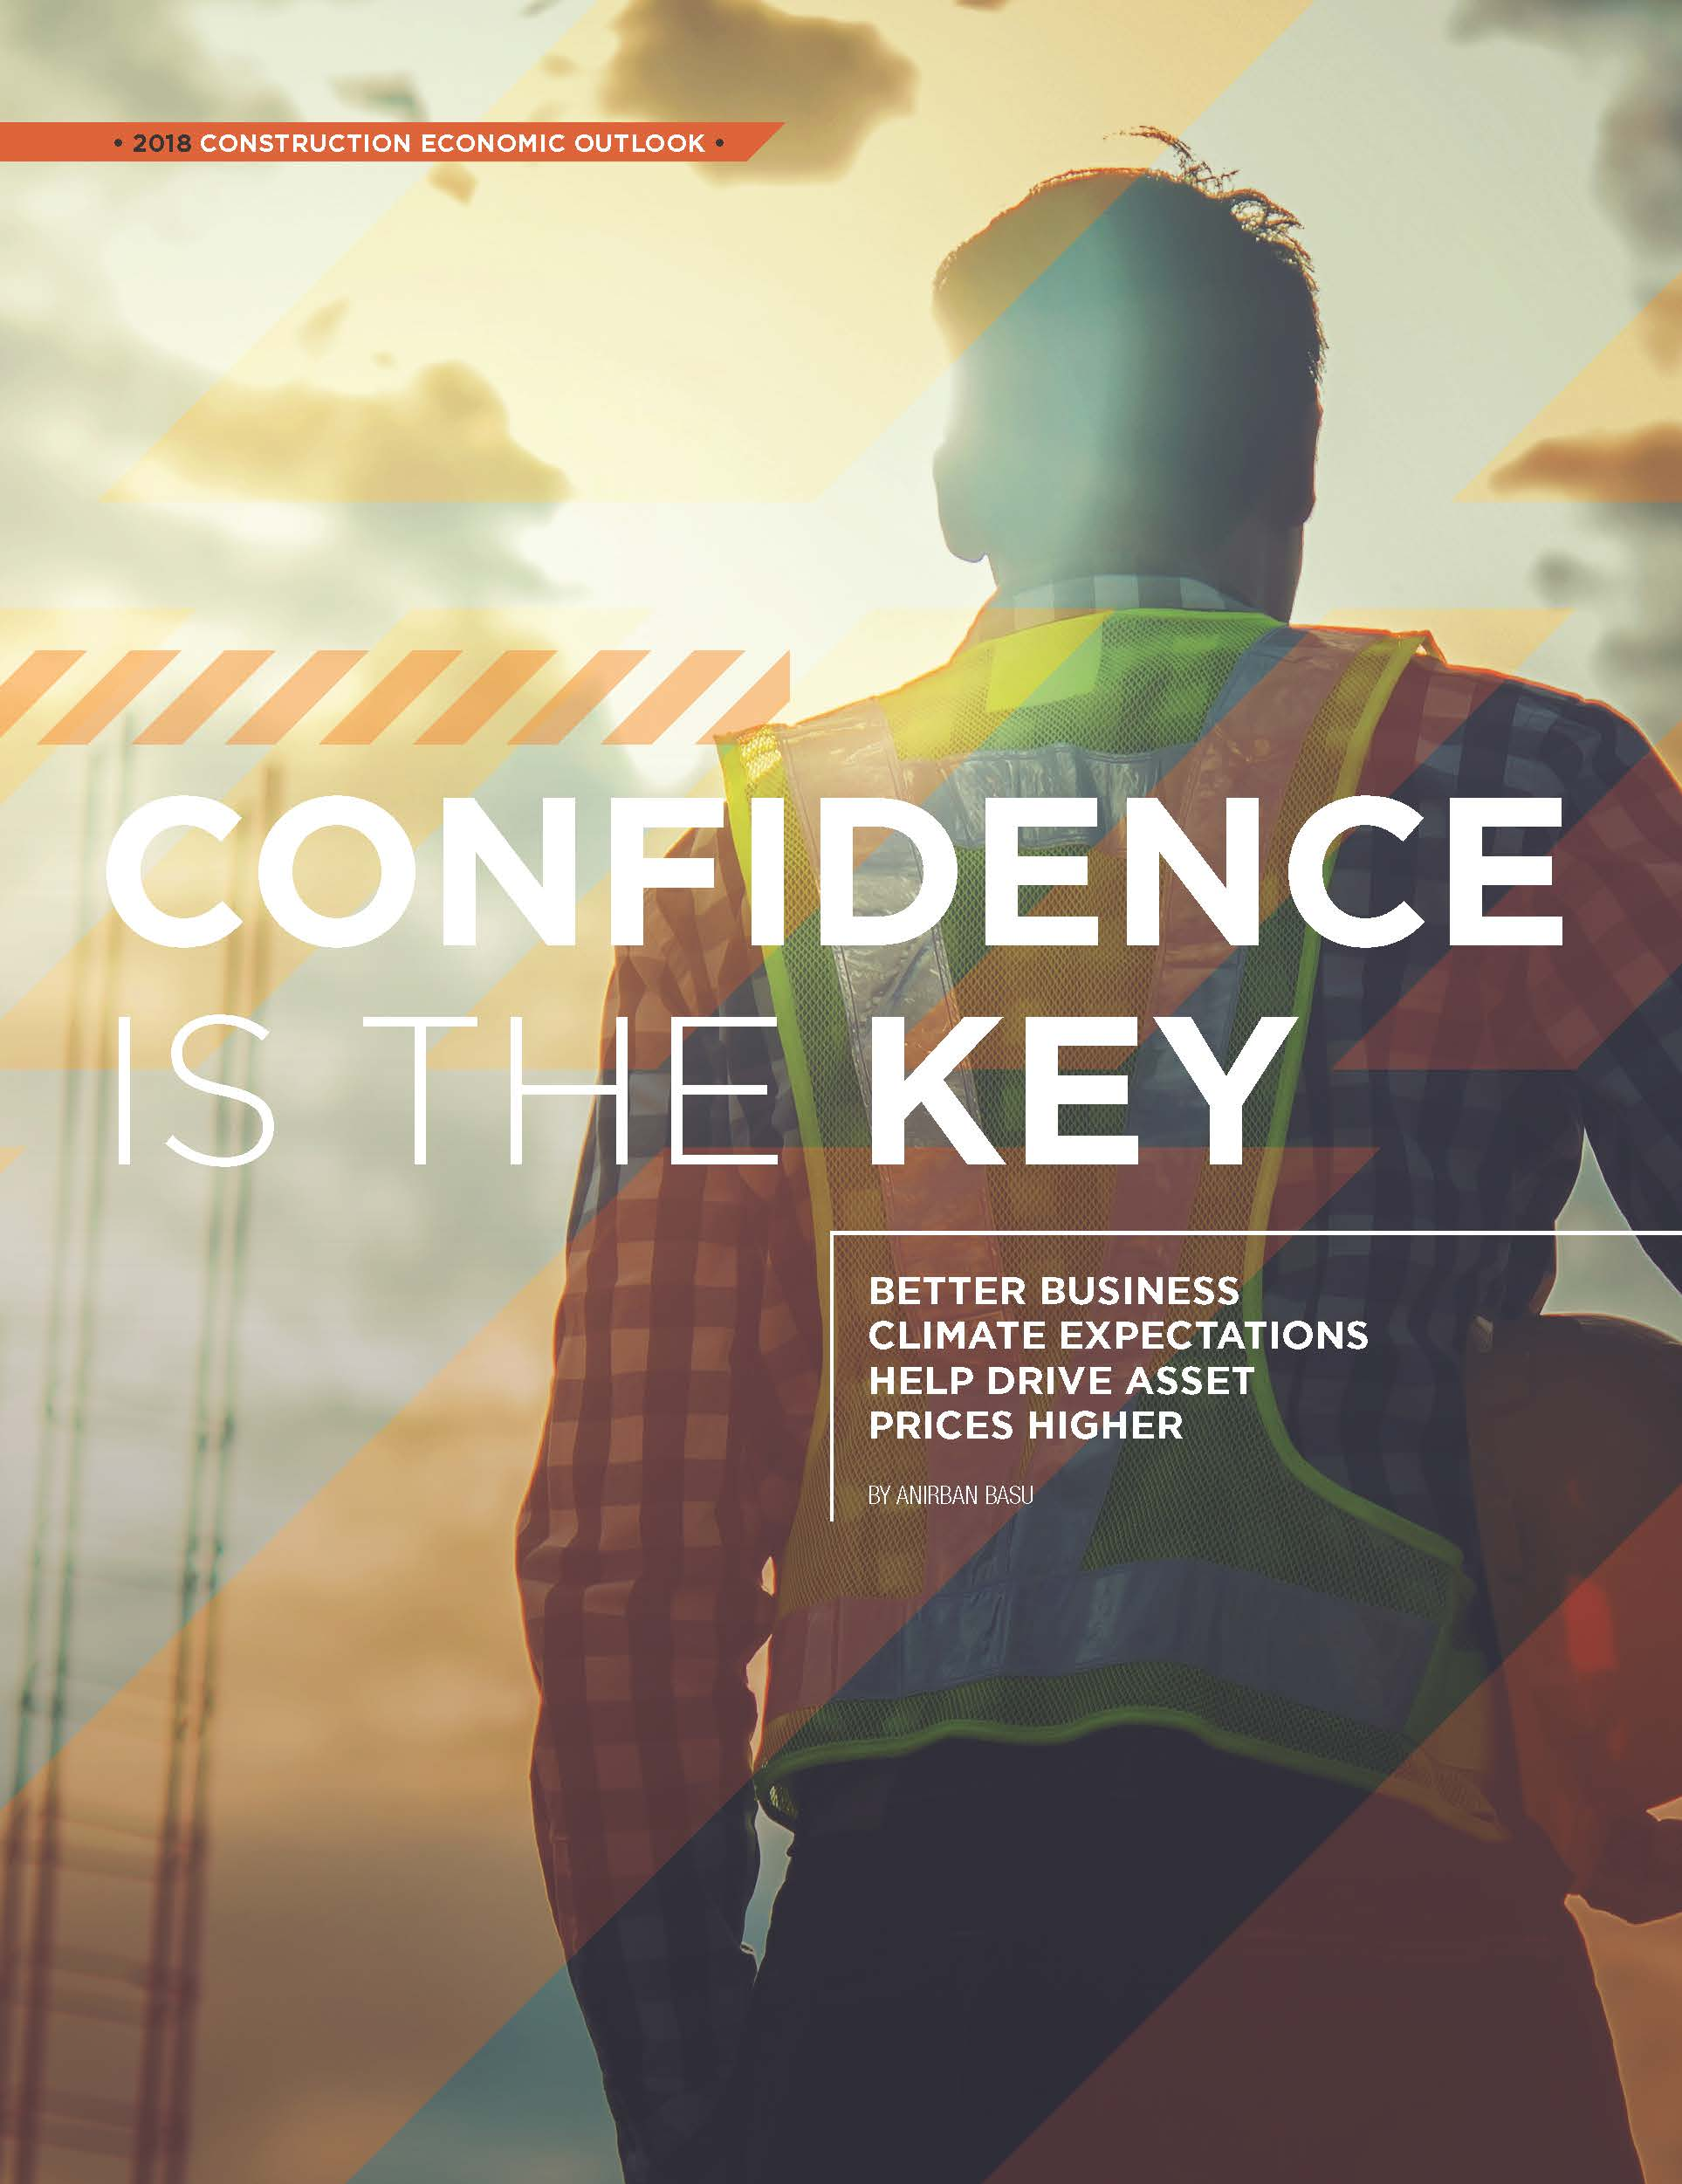 • 2018 CONSTRUCTION ECONOMIC OUTLOOK •
CONFIDENCE
IS THE KEY
BETTER BUSINESS
CLIMATE EXPECTATIONS
HELP DRIVE ASSET
PRICES HIGHER
BY ANIRBAN BASU